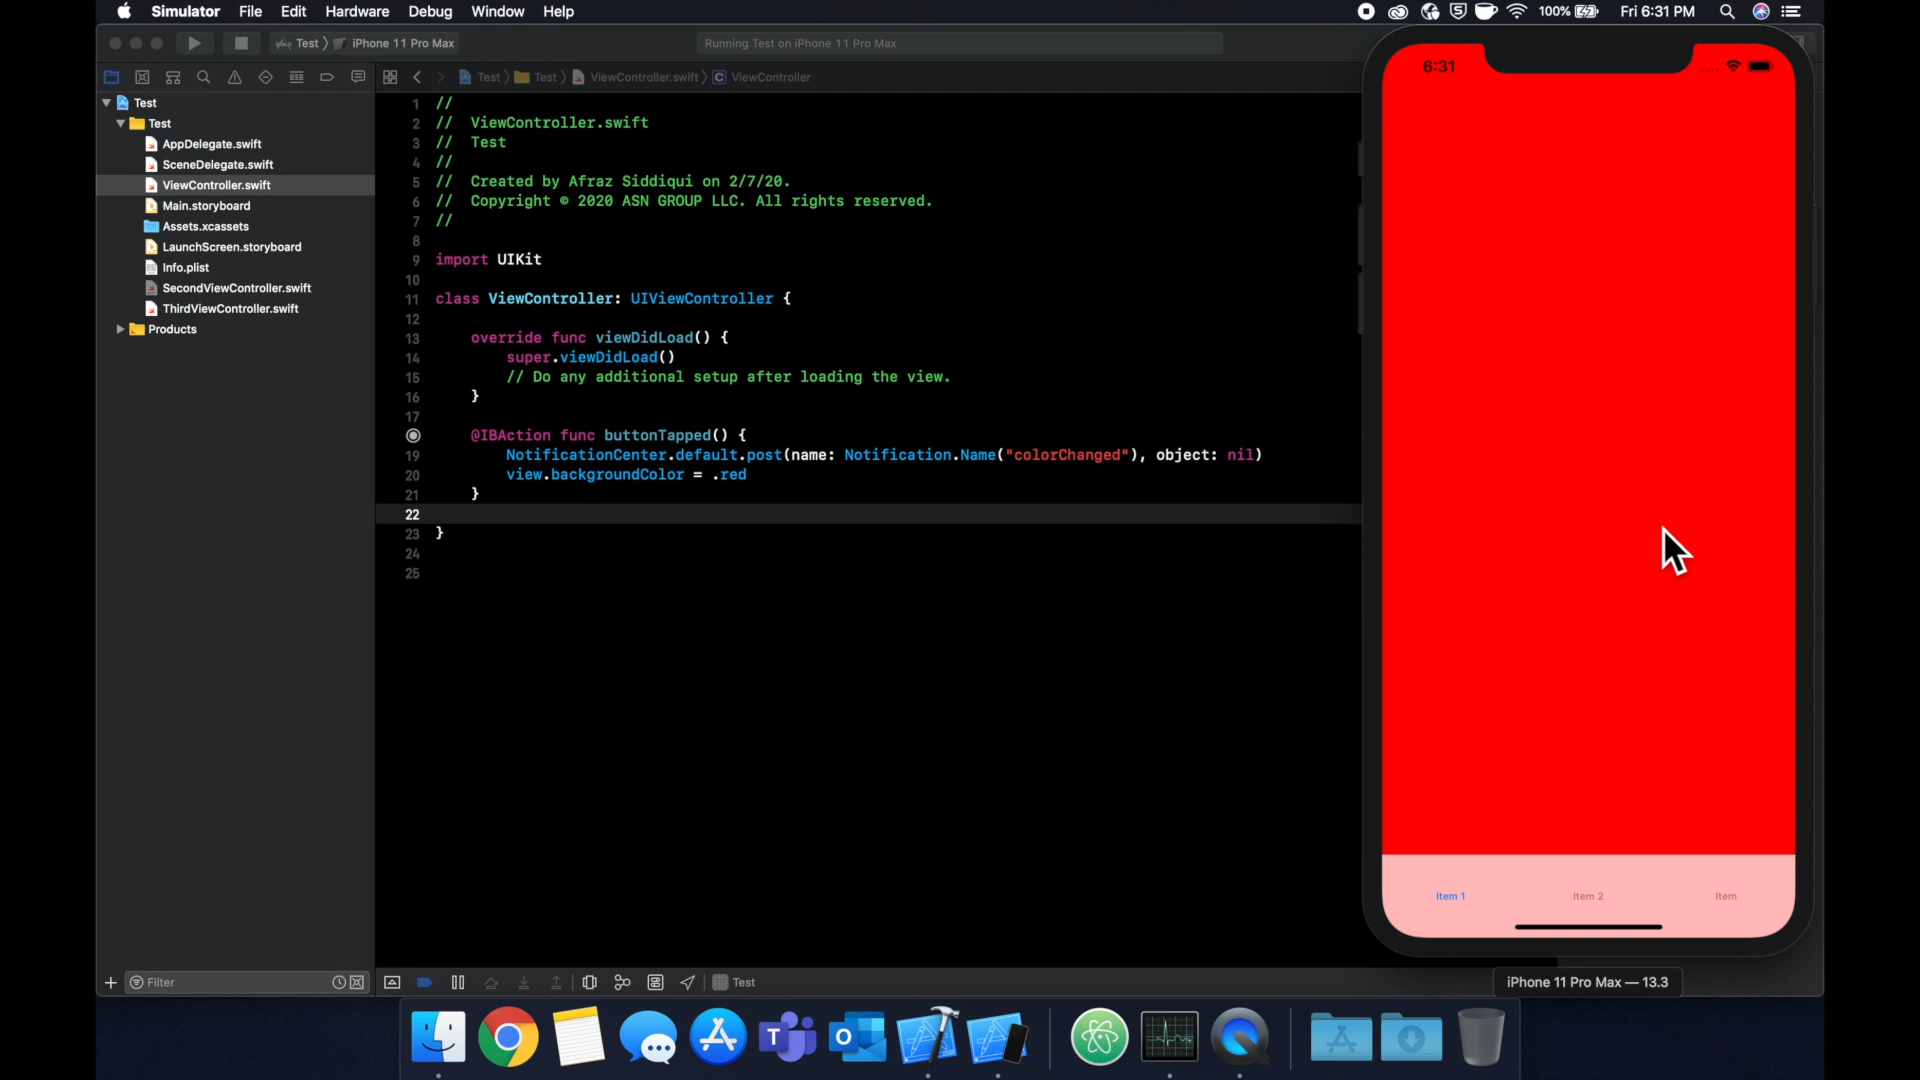 Simulator File Edit Hardware Debug Window Help
100% Fri 6:31 PM
Test iPhone 11 Pro Max
Running Test on iPhone 11 Pro Max
Test Test ViewController.swift C ViewController
Test
Test
AppDelegate.swift
SceneDelegate.swift
ViewController.swift
Main.storyboard
Assets.xcassets
LaunchScreen.storyboard
Info.plist
SecondViewController.swift
ThirdViewController.swift
Products
1 //
2 // ViewController.swift
3 // Test
4 //
5 // Created by Afraz Siddiqui on 2/7/20.
6 // Copyright © 2020 ASN GROUP LLC. All rights reserved.
7 //
8
9 import UIKit
10
11 class ViewController: UIViewController {
12
13 override func viewDidLoad() {
14 super.viewDidLoad()
15 // Do any additional setup after loading the view.
16 }
17
@IBAction func buttonTapped() {
19 NotificationCenter.default.post(name: Notification.Name("colorChanged"), object: nil)
20 view.backgroundColor = .red
21 }
22
23 }
24
25
6:31
Item 1 Item 2 Item
Filter
Test
iPhone 11 Pro Max — 13.3